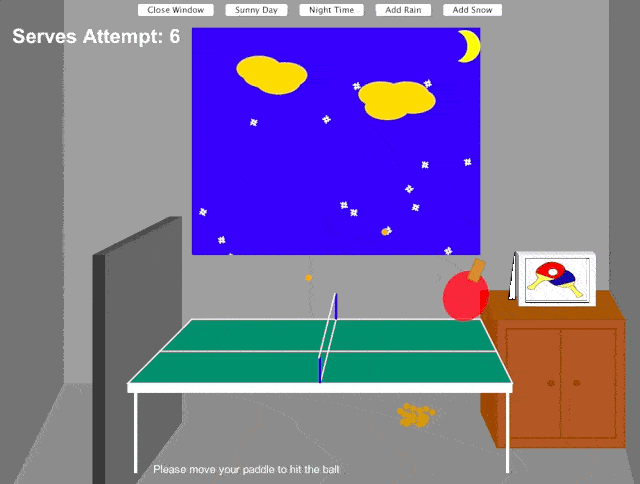 Close Window
Sunny Day
Night Time
Add Rain
Add Snow
Serves Attempt: 6
Please move your paddle to hit the ball